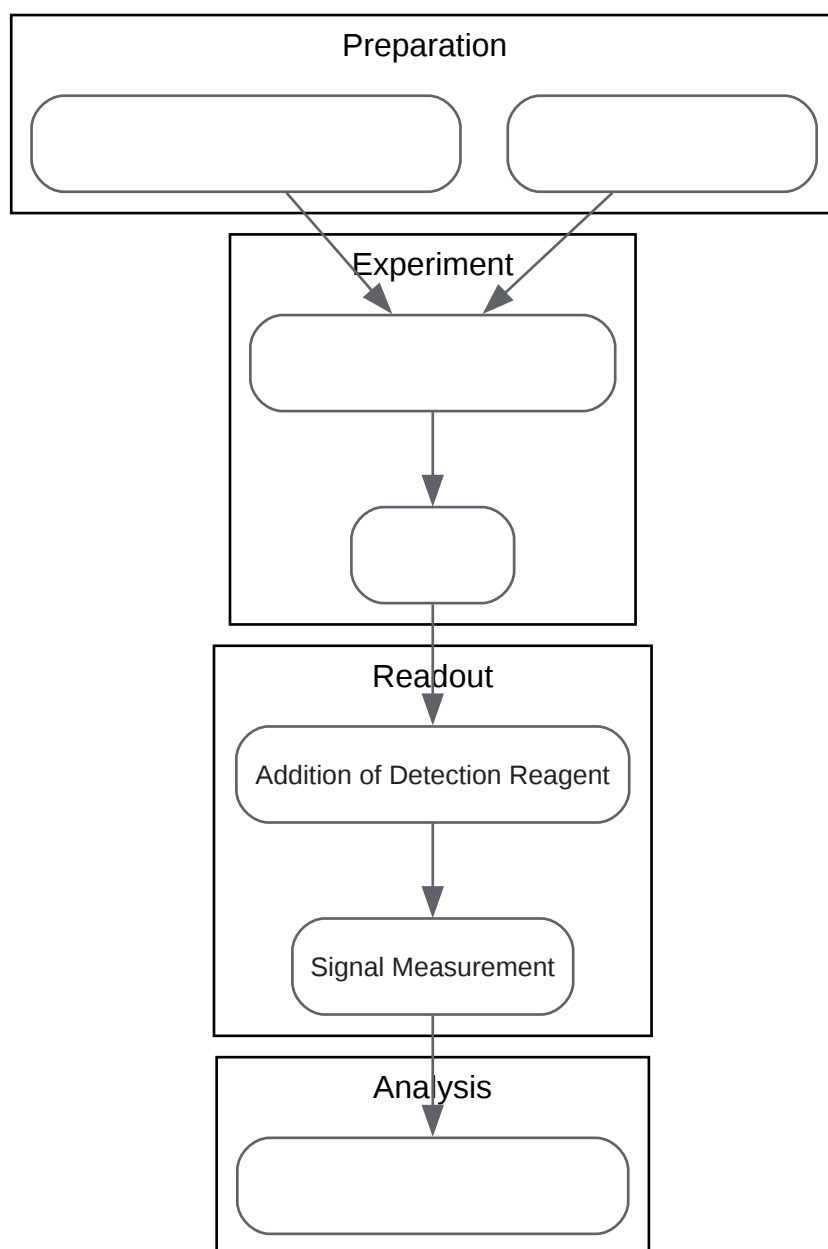 Preparation
Experiment
Readout
Addition of Detection Reagent
Signal Measurement
Analysis